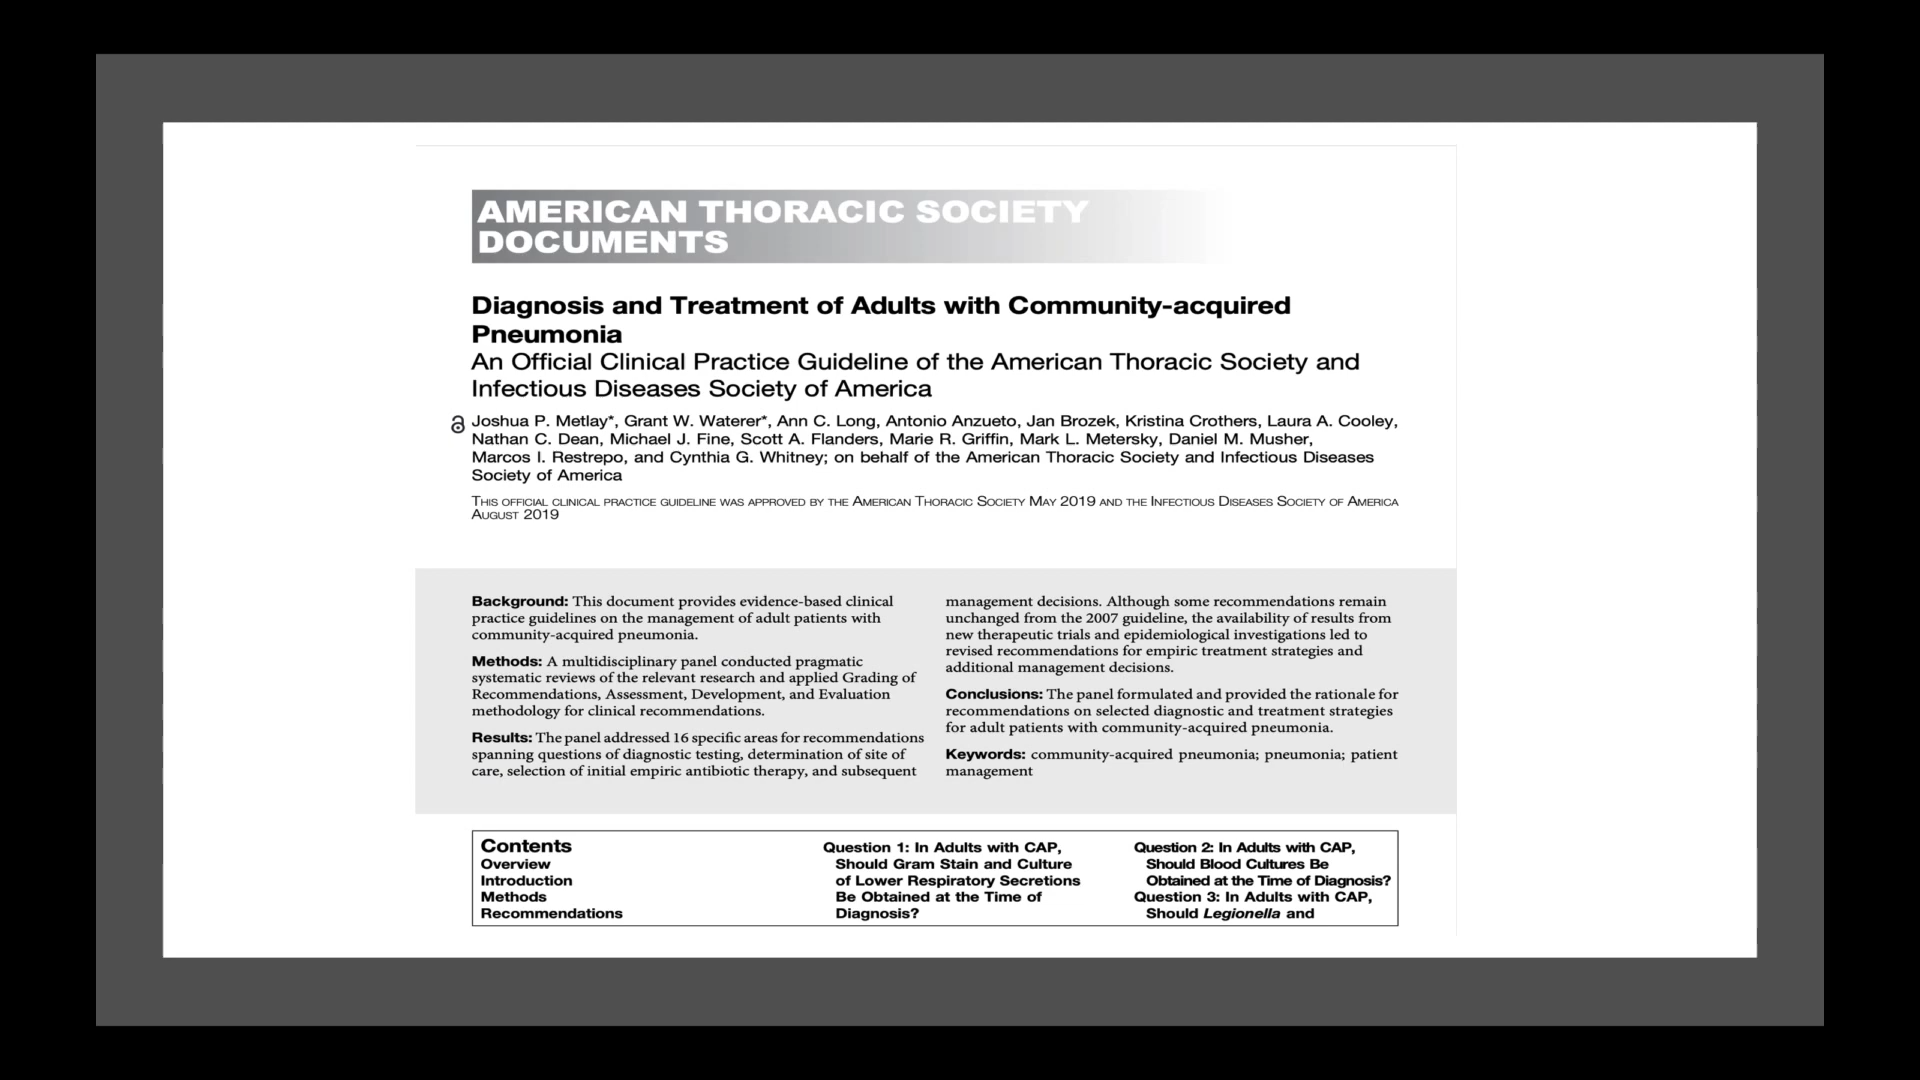 AMERICAN THORACIC SOCIETY
DOCUMENTS
Diagnosis and Treatment of Adults with Community-acquired
Pneumonia
An Official Clinical Practice Guideline of the American Thoracic Society and
Infectious Diseases Society of America
Joshua P. Metlay*, Grant W. Waterer*, Ann C. Long, Antonio Anzueto, Jan Brozek, Kristina Crothers, Laura A. Cooley,
Nathan C. Dean, Michael J. Fine, Scott A. Flanders, Marie R. Griffin, Mark L. Metersky, Daniel M. Musher,
Marcos I. Restrepo, and Cynthia G. Whitney; on behalf of the American Thoracic Society and Infectious Diseases
Society of America
This official clinical practice guideline was approved by the American Thoracic Society May 2019 and the Infectious Diseases Society of America
August 2019
Background: This document provides evidence-based clinical
practice guidelines on the management of adult patients with
community-acquired pneumonia.
Methods: A multidisciplinary panel conducted pragmatic
systematic reviews of the relevant research and applied Grading of
Recommendations, Assessment, Development, and Evaluation
methodology for clinical recommendations.
Results: The panel addressed 16 specific areas for recommendations
spanning questions of diagnostic testing, determination of site of
care, selection of initial empiric antibiotic therapy, and subsequent
management decisions. Although some recommendations remain
unchanged from the 2007 guideline, the availability of results from
new therapeutic trials and epidemiological investigations led to
revised recommendations for empiric treatment strategies and
additional management decisions.
Conclusions: The panel formulated and provided the rationale for
recommendations on selected diagnostic and treatment strategies
for adult patients with community-acquired pneumonia.
Keywords: community-acquired pneumonia; pneumonia; patient
management
Contents
Overview
Introduction
Methods
Recommendations
Question 1: In Adults with CAP,
Should Gram Stain and Culture
of Lower Respiratory Secretions
Be Obtained at the Time of
Diagnosis?
Question 2: In Adults with CAP,
Should Blood Cultures Be
Obtained at the Time of Diagnosis?
Question 3: In Adults with CAP,
Should Legionella and